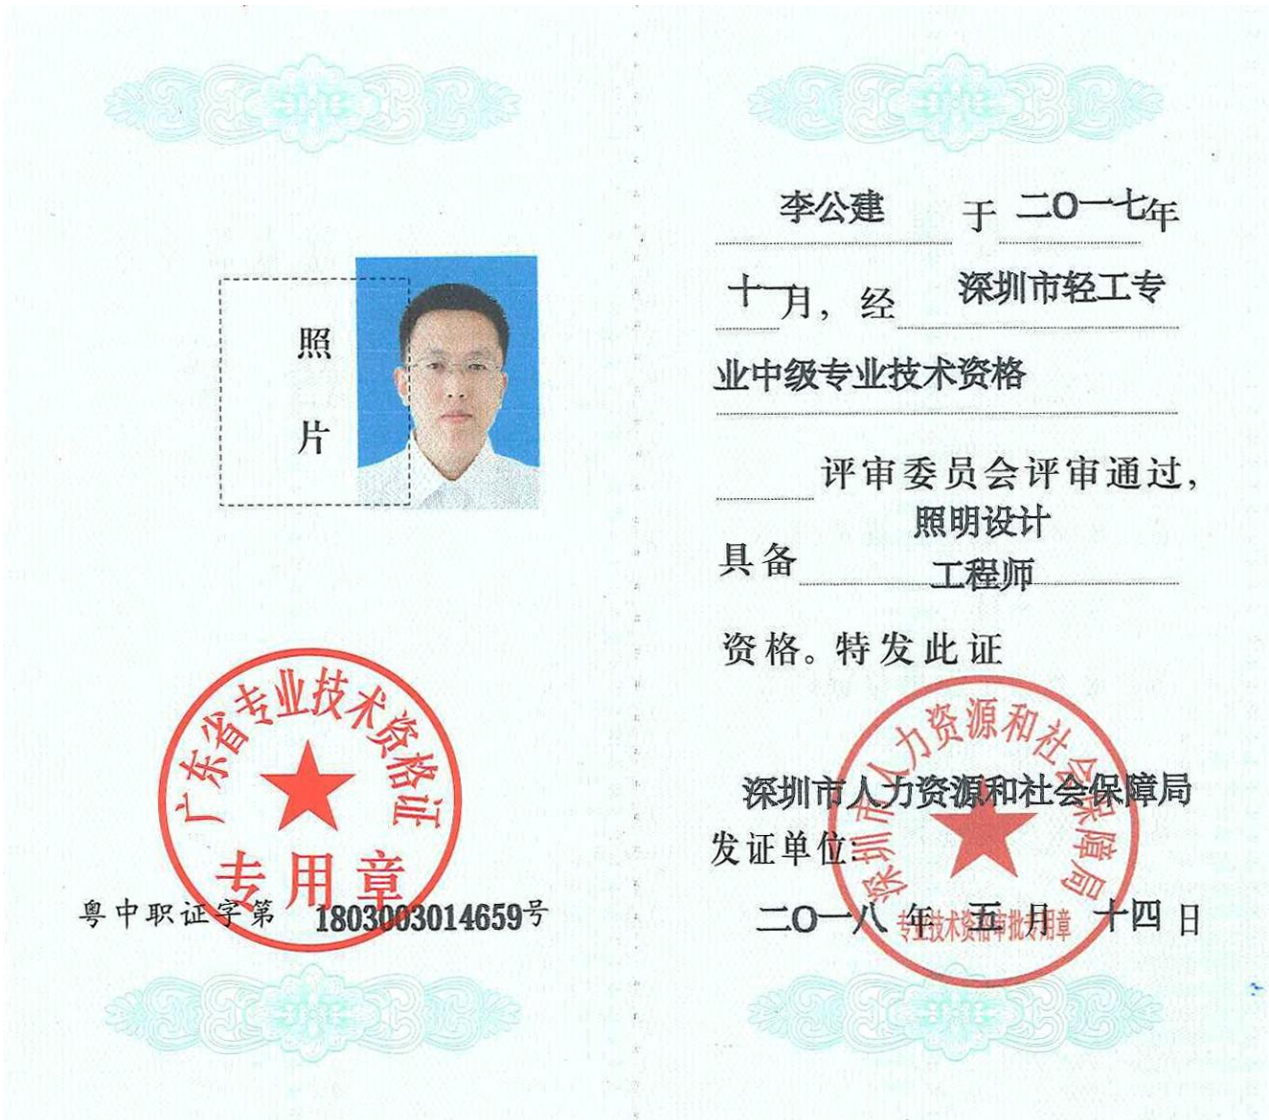 照
片
广东省专业技术资格证
专用章
粤中职证字第 1803003014659号
李公建 于 二〇一七年
十一月，经 深圳市轻工专
业中级专业技术资格
评审委员会评审通过，
照明设计
具备 工程师
资格。特发此证
深圳市人力资源和社会保障局
深圳市人力资源和社会保障局
发证单位:
二〇一八 年 五 月 十四 日
专业技术资格审批专用章